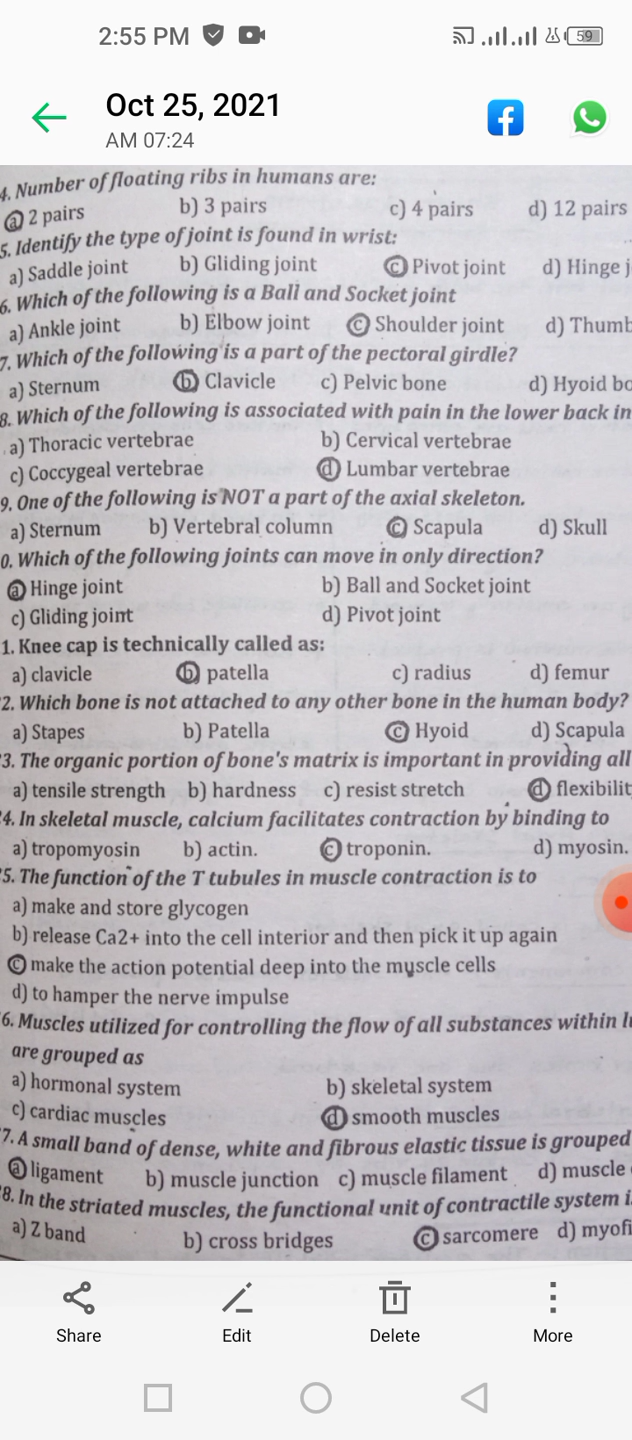 2:55 PM
59
Oct 25, 2021
AM 07:24
4. Number of floating ribs in humans are:
a) 2 pairs b) 3 pairs c) 4 pairs d) 12 pairs
5. Identify the type of joint is found in wrist:
a) Saddle joint b) Gliding joint c) Pivot joint d) Hinge j
6. Which of the following is a Ball and Socket joint
a) Ankle joint b) Elbow joint c) Shoulder joint d) Thumb
7. Which of the following is a part of the pectoral girdle?
a) Sternum b) Clavicle c) Pelvic bone d) Hyoid bo
8. Which of the following is associated with pain in the lower back in
a) Thoracic vertebrae b) Cervical vertebrae
c) Coccygeal vertebrae d) Lumbar vertebrae
9. One of the following is NOT a part of the axial skeleton.
a) Sternum b) Vertebral column c) Scapula d) Skull
0. Which of the following joints can move in only direction?
a) Hinge joint b) Ball and Socket joint
c) Gliding joint d) Pivot joint
1. Knee cap is technically called as:
a) clavicle b) patella c) radius d) femur
2. Which bone is not attached to any other bone in the human body?
a) Stapes b) Patella c) Hyoid d) Scapula
3. The organic portion of bone's matrix is important in providing all
a) tensile strength b) hardness c) resist stretch d) flexibilit
4. In skeletal muscle, calcium facilitates contraction by binding to
a) tropomyosin b) actin. c) troponin. d) myosin.
5. The function of the T tubules in muscle contraction is to
a) make and store glycogen
b) release Ca2+ into the cell interior and then pick it up again
c) make the action potential deep into the muscle cells
d) to hamper the nerve impulse
6. Muscles utilized for controlling the flow of all substances within l
are grouped as
a) hormonal system b) skeletal system
c) cardiac muscles d) smooth muscles
7. A small band of dense, white and fibrous elastic tissue is grouped
a) ligament b) muscle junction c) muscle filament d) muscle
8. In the striated muscles, the functional unit of contractile system i
a) Z band b) cross bridges c) sarcomere d) myofi
Share Edit Delete More